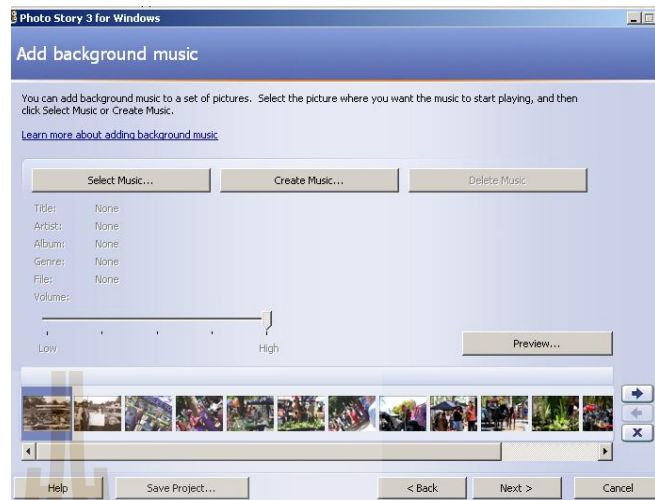 Photo Story 3 for Windows
Add background music
You can add background music to a set of pictures. Select the picture where you want the music to start playing, and then
click Select Music or Create Music.
Learn more about adding background music
Select Music...
Create Music...
Delete Music
Title: None
Artist: None
Album: None
Genre: None
File: None
Volume:
Low High
Preview...
Help
Save Project...
< Back
Next >
Cancel